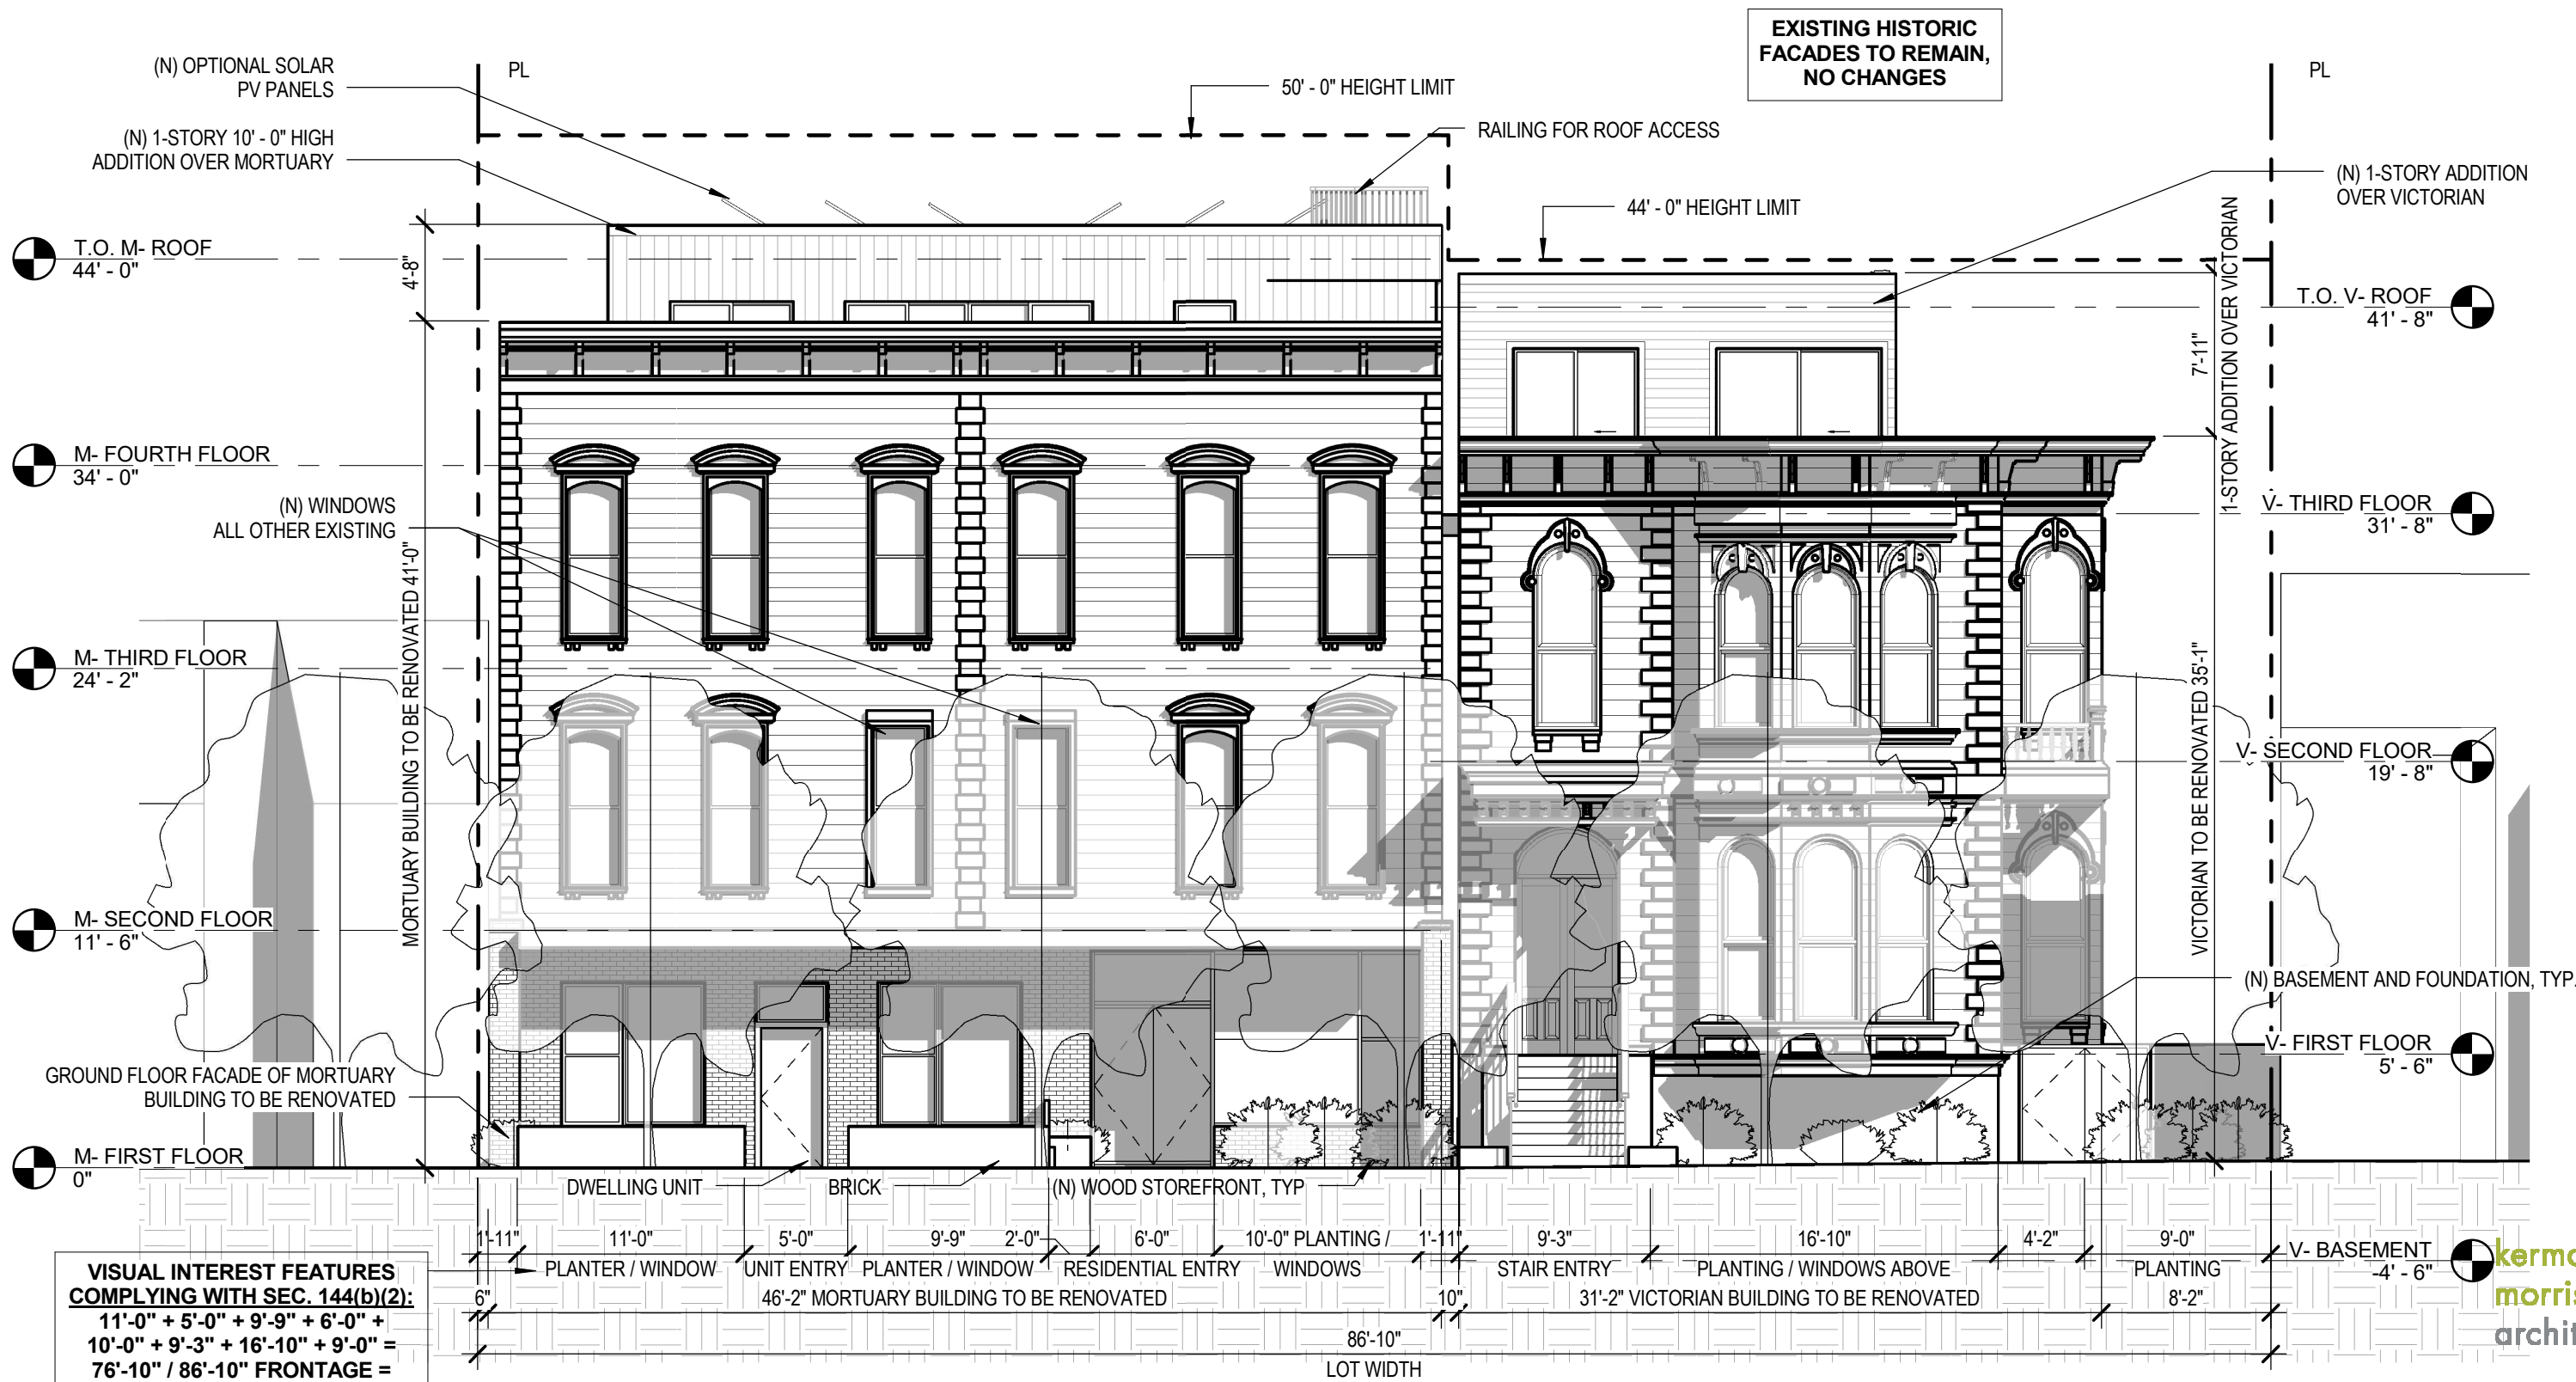 EXISTING HISTORIC
FACADES TO REMAIN,
NO CHANGES
(N) OPTIONAL SOLAR
PV PANELS
PL
50' - 0" HEIGHT LIMIT
PL
(N) 1-STORY 10' - 0" HIGH
ADDITION OVER MORTUARY
RAILING FOR ROOF ACCESS
(N) 1-STORY ADDITION
OVER VICTORIAN
44' - 0" HEIGHT LIMIT
T.O. M- ROOF
44' - 0"
4'-8"
T.O. V- ROOF
41' - 8"
7'-11"
1-STORY ADDITION OVER VICTORIAN
M- FOURTH FLOOR
34' - 0"
(N) WINDOWS
ALL OTHER EXISTING
V- THIRD FLOOR
31' - 8"
MORTUARY BUILDING TO BE RENOVATED 41'-0"
M- THIRD FLOOR
24' - 2"
VICTORIAN TO BE RENOVATED 35'-1"
V- SECOND FLOOR
19' - 8"
M- SECOND FLOOR
11' - 6"
(N) BASEMENT AND FOUNDATION, TYP.
V- FIRST FLOOR
5' - 6"
GROUND FLOOR FACADE OF MORTUARY
BUILDING TO BE RENOVATED
M- FIRST FLOOR
0"
DWELLING UNIT
BRICK
(N) WOOD STOREFRONT, TYP
1'-11" 11'-0" 5'-0" 9'-9" 2'-0" 6'-0" 10'-0" PLANTING / 1'-11" 9'-3" 16'-10" 4'-2" 9'-0"
PLANTER / WINDOW UNIT ENTRY PLANTER / WINDOW RESIDENTIAL ENTRY WINDOWS STAIR ENTRY PLANTING / WINDOWS ABOVE PLANTING
V- BASEMENT
-4' - 6"
6" 46'-2" MORTUARY BUILDING TO BE RENOVATED 10" 31'-2" VICTORIAN BUILDING TO BE RENOVATED 8'-2"
86'-10"
LOT WIDTH
VISUAL INTEREST FEATURES
COMPLYING WITH SEC. 144(b)(2):
11'-0" + 5'-0" + 9'-9" + 6'-0" +
10'-0" + 9'-3" + 16'-10" + 9'-0" =
76'-10" / 86'-10" FRONTAGE =